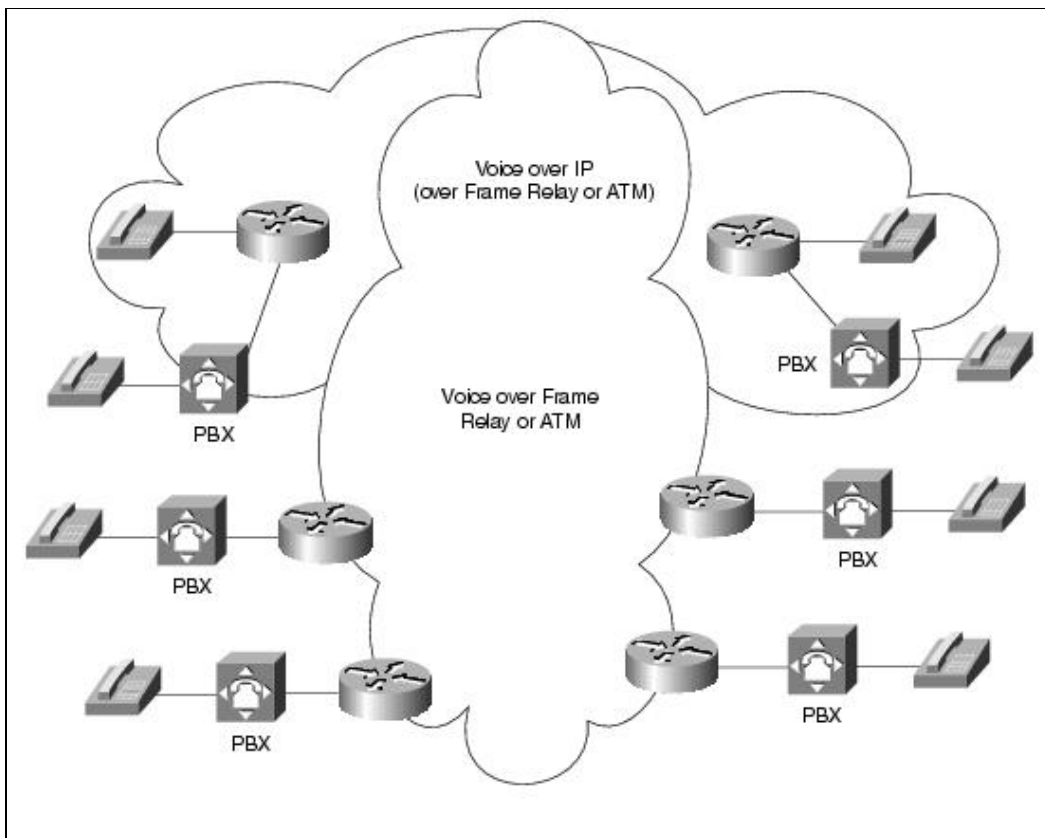 Voice over IP
(over Frame Relay or ATM)
PBX
PBX
Voice over Frame
Relay or ATM
PBX
PBX
PBX
PBX